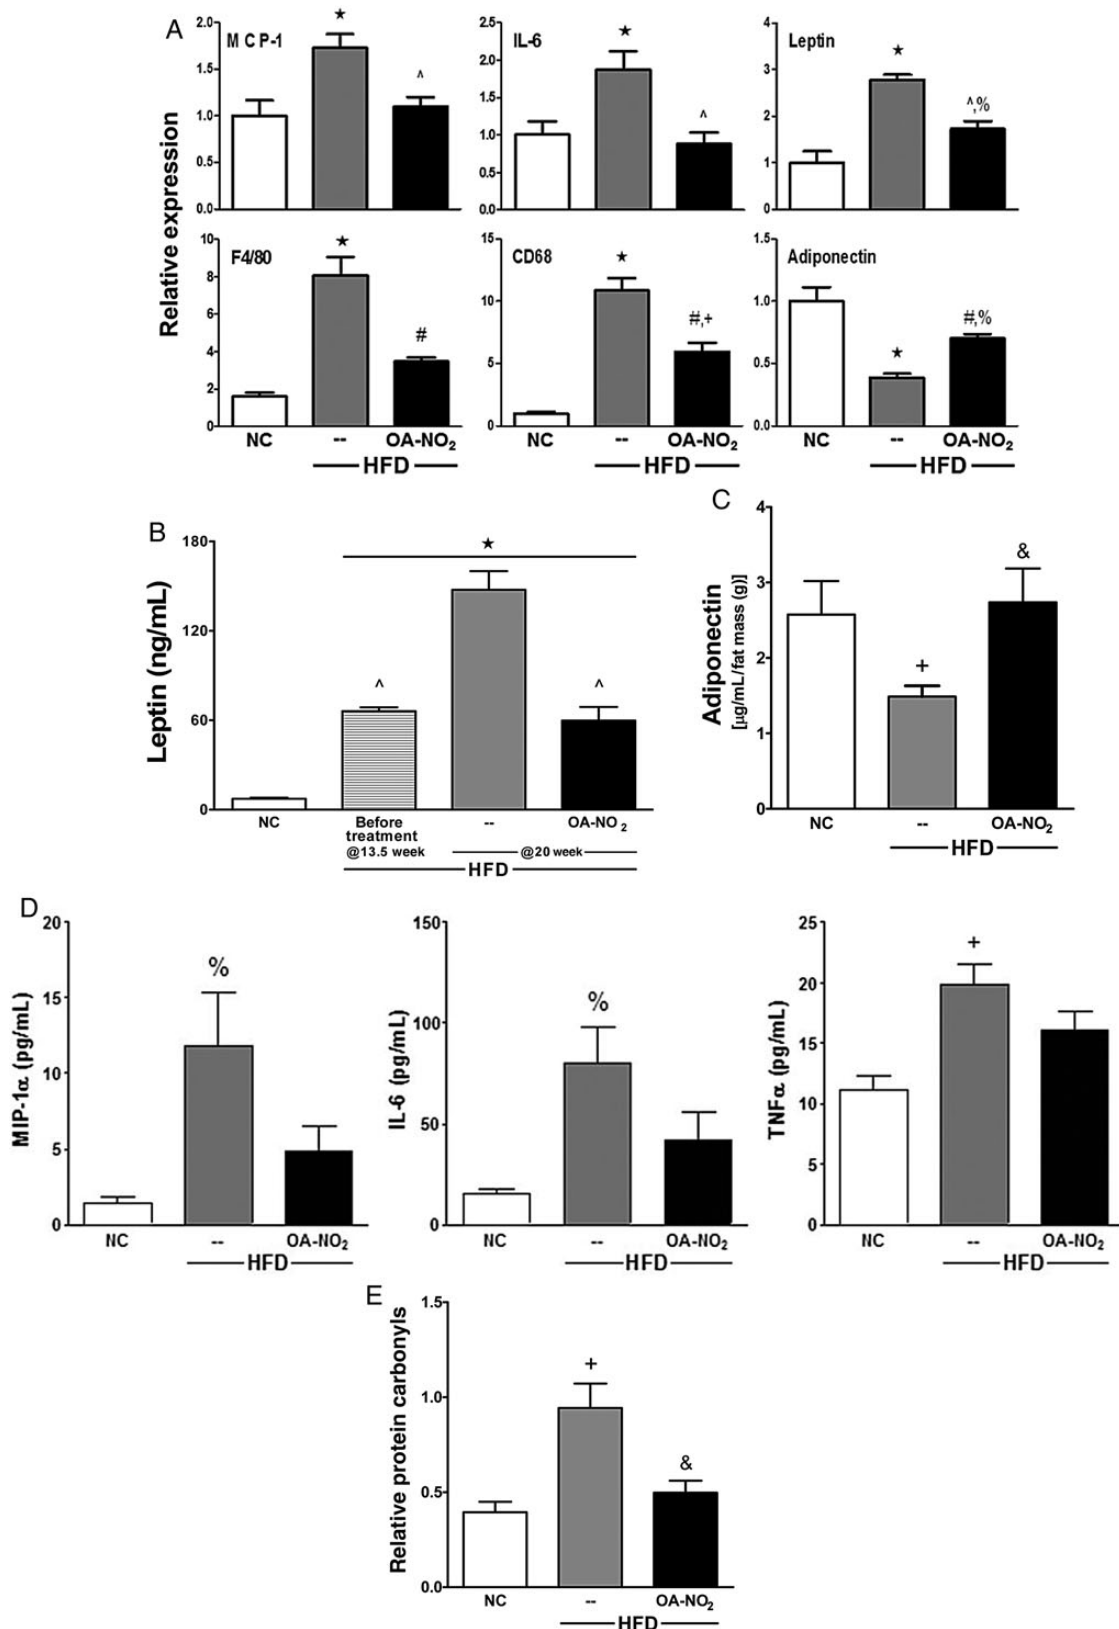 A
Relative expression
M C P-1
2.0
1.5
1.0
0.5
0.0
★
^
IL-6
2.5
2.0
1.5
1.0
0.5
0.0
★
^
Leptin
4
3
2
1
0
★
^,%
F4/80
10
8
6
4
2
0
★
#
NC
--
OA-NO₂
HFD
CD68
15
10
5
0
★
#,+
NC
--
OA-NO₂
HFD
Adiponectin
1.5
1.0
0.5
0.0
★
#,%
NC
--
OA-NO₂
HFD
B
Leptin (ng/mL)
180
120
60
0
★
^
^
NC
Before
treatment
@13.5 week
--
OA-NO₂
@20 week
HFD
C
Adiponectin
[µg/mL/fat mass (g)]
4
3
2
1
0
+
&
NC
--
OA-NO₂
HFD
D
MIP-1α (pg/mL)
20
15
10
5
0
%
NC
--
OA-NO₂
HFD
IL-6 (pg/mL)
150
100
50
0
%
NC
--
OA-NO₂
HFD
TNFα (pg/mL)
25
20
15
10
5
0
+
NC
--
OA-NO₂
HFD
E
Relative protein carbonyls
1.5
1.0
0.5
0.0
+
&
NC
--
OA-NO₂
HFD